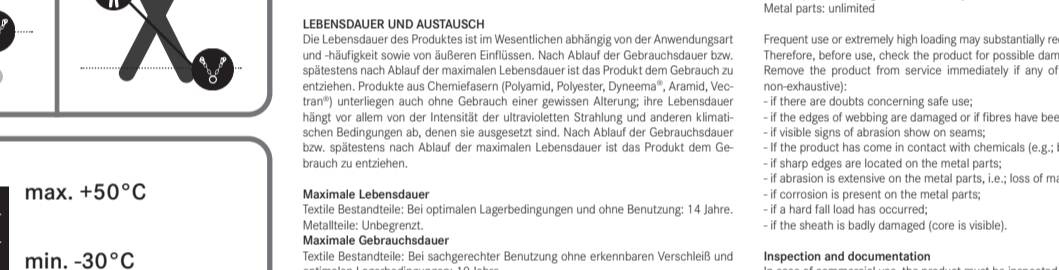 max. +50°C
min. -30°C
LEBENSDAUER UND AUSTAUSCH
Die Lebensdauer des Produktes ist im Wesentlichen abhängig von der Anwendungsart
und -häufigkeit sowie von äußeren Einflüssen. Nach Ablauf der Gebrauchsdauer bzw.
spätestens nach Ablauf der maximalen Lebensdauer ist das Produkt dem Gebrauch zu
entziehen. Produkte aus Chemiefasern (Polyamid, Polyester, Dyneema®, Aramid, Vec-
tran®) unterliegen auch ohne Gebrauch einer gewissen Alterung; ihre Lebensdauer
hängt vor allem von der Intensität der ultravioletten Strahlung und anderen klimati-
schen Bedingungen ab, denen sie ausgesetzt sind. Nach Ablauf der Gebrauchsdauer
bzw. spätestens nach Ablauf der maximalen Lebensdauer ist das Produkt dem Ge-
brauch zu entziehen.
Maximale Lebensdauer
Textile Bestandteile: Bei optimalen Lagerbedingungen und ohne Benutzung: 14 Jahre.
Metallteile: Unbegrenzt.
Maximale Gebrauchsdauer
Textile Bestandteile: Bei sachgerechter Benutzung ohne erkennbaren Verschleiß und
Metal parts: unlimited
Frequent use or extremely high loading may substantially
Therefore, before use, check the product for possible
Remove the product from service immediately if any of
non-exhaustive):
- if there are doubts concerning safe use;
- if the edges of webbing are damaged or if fibres have
- if visible signs of abrasion show on seams;
- If the product has come in contact with chemicals (e.g.;
- if sharp edges are located on the metal parts;
- if abrasion is extensive on the metal parts, i.e.; loss of
- if corrosion is present on the metal parts;
- if a hard fall load has occurred;
- if the sheath is badly damaged (core is visible).
Inspection and documentation